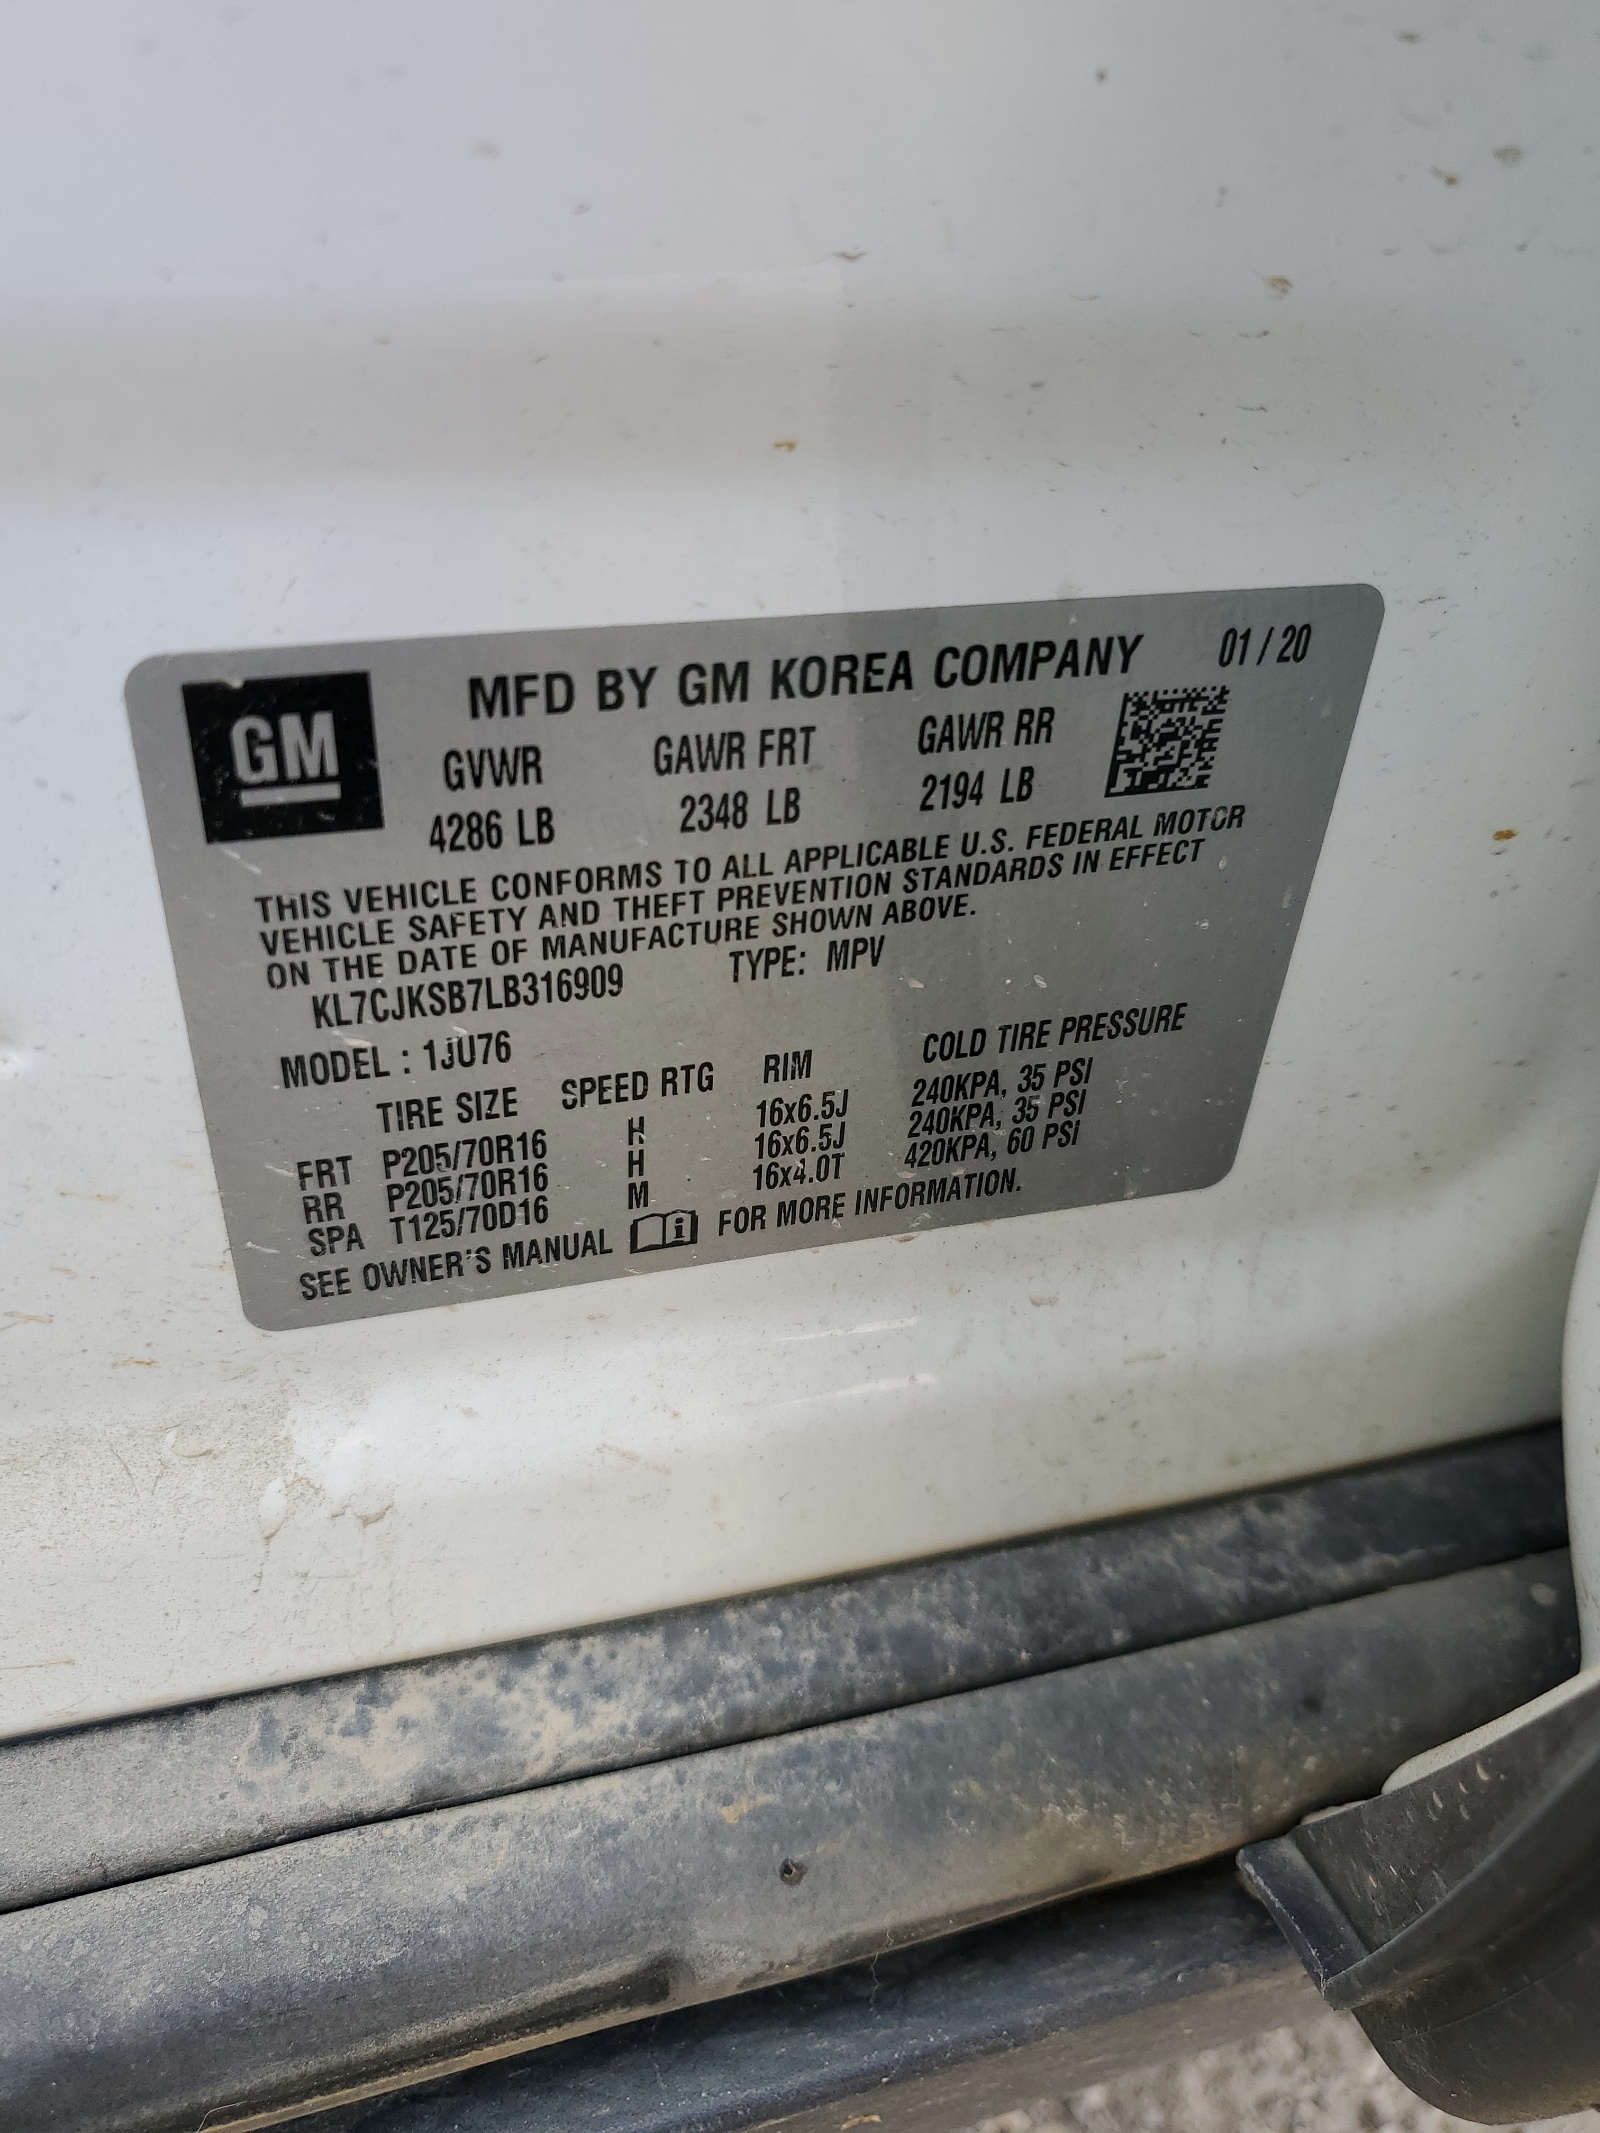 GM
MFD BY GM KOREA COMPANY 01 / 20
GVWR GAWR FRT GAWR RR
4286 LB 2348 LB 2194 LB
THIS VEHICLE CONFORMS TO ALL APPLICABLE U.S. FEDERAL MOTOR
VEHICLE SAFETY AND THEFT PREVENTION STANDARDS IN EFFECT
ON THE DATE OF MANUFACTURE SHOWN ABOVE.
KL7CJKSB7LB316909 TYPE: MPV
MODEL : 1JU76
TIRE SIZE SPEED RTG RIM COLD TIRE PRESSURE
FRT P205/70R16 H 16x6.5J 240KPA, 35 PSI
RR P205/70R16 H 16x6.5J 240KPA, 35 PSI
SPA T125/70D16 M 16x4.0T 420KPA, 60 PSI
SEE OWNER'S MANUAL i FOR MORE INFORMATION.